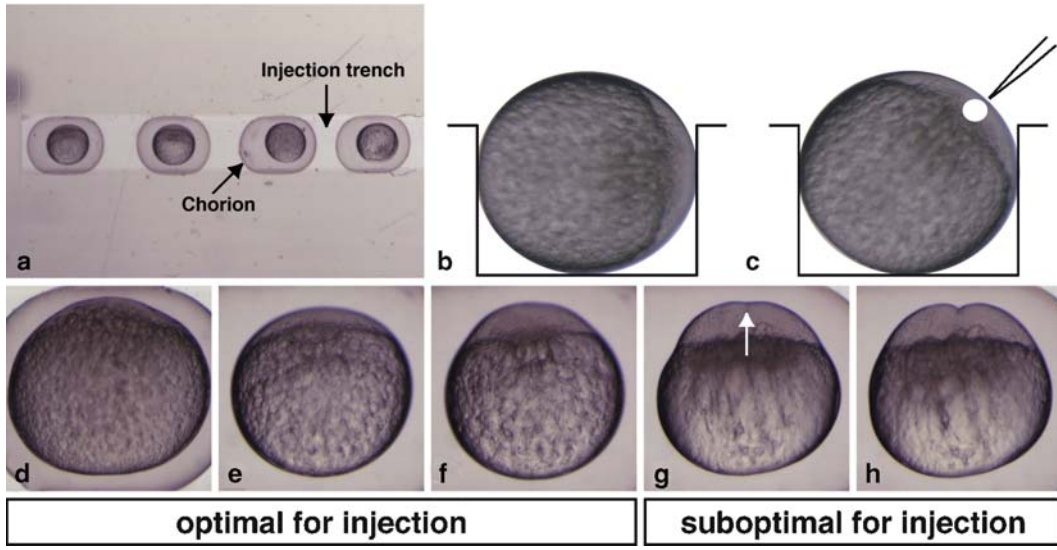 Injection trench
Chorion
a
b
c
d
e
f
g
h
optimal for injection
suboptimal for injection